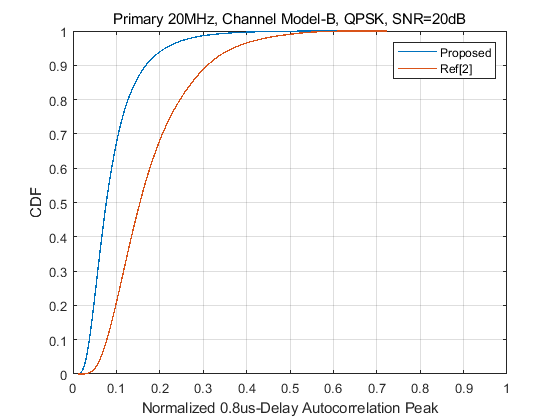 Primary 20MHz, Channel Model-B, QPSK, SNR=20dB
1
0.9
0.8
0.7
0.6
0.5
0.4
0.3
0.2
0.1
0
CDF
Proposed
Ref[2]
0 0.1 0.2 0.3 0.4 0.5 0.6 0.7 0.8 0.9 1
Normalized 0.8us-Delay Autocorrelation Peak